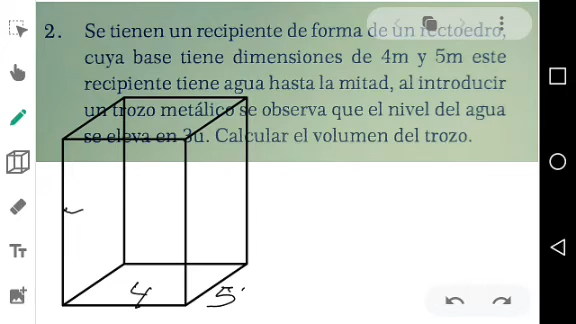 2. Se tienen un recipiente de forma de un rectoedro,
cuya base tiene dimensiones de 4m y 5m este
recipiente tiene agua hasta la mitad, al introducir
un trozo metálico se observa que el nivel del agua
se eleva en 3u. Calcular el volumen del trozo.
4 5
Tт